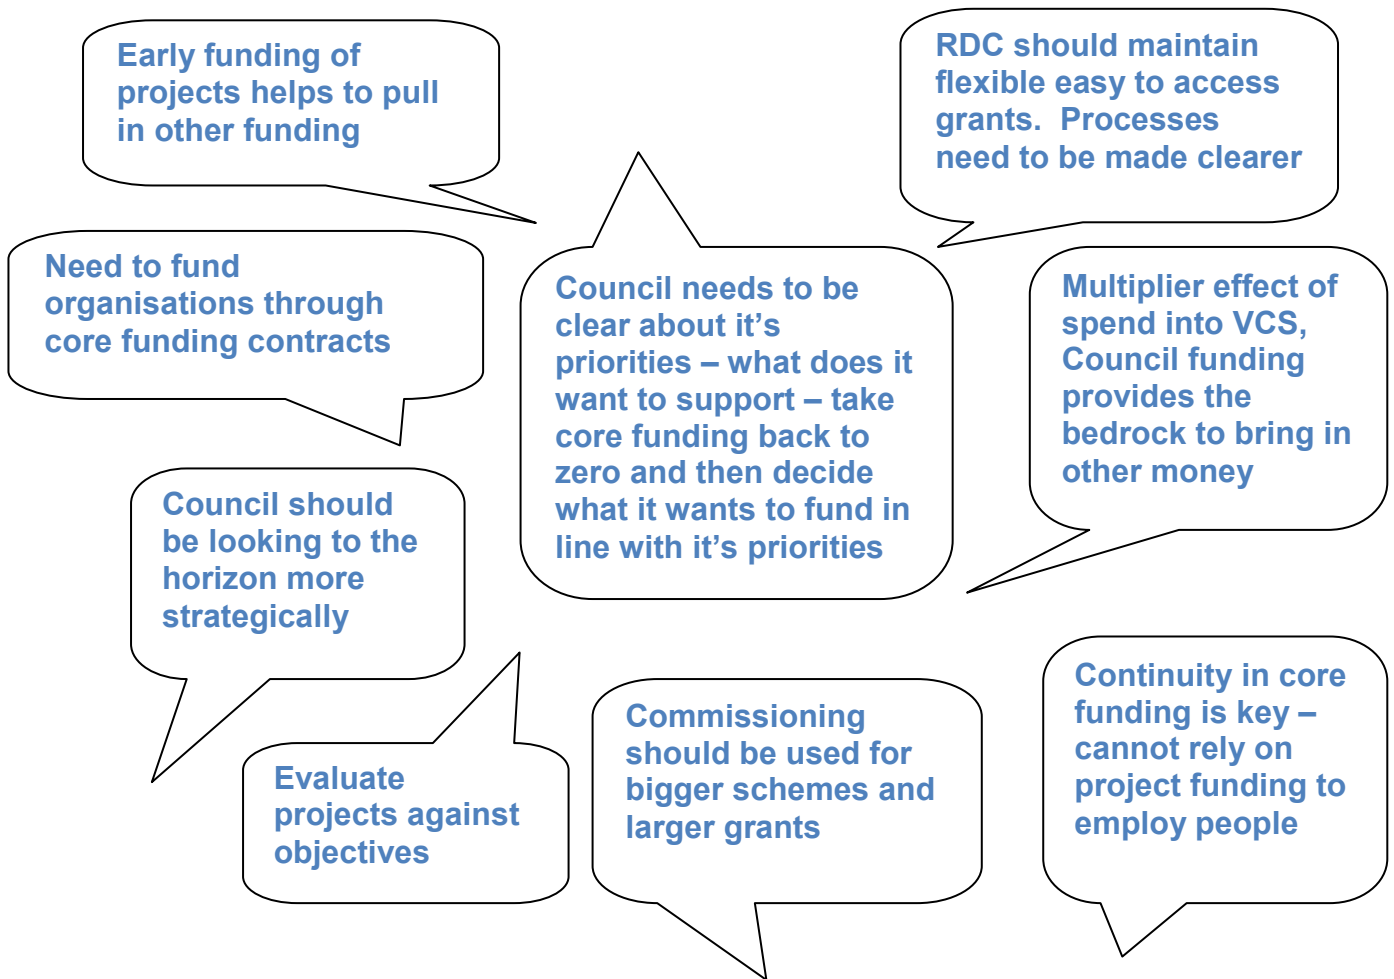 Early funding of
projects helps to pull
in other funding
RDC should maintain
flexible easy to access
grants. Processes
need to be made clearer
Need to fund
organisations through
core funding contracts
Council needs to be
clear about it's
priorities – what does it
want to support – take
core funding back to
zero and then decide
what it wants to fund in
line with it's priorities
Multiplier effect of
spend into VCS,
Council funding
provides the
bedrock to bring in
other money
Council should
be looking to the
horizon more
strategically
Evaluate
projects against
objectives
Commissioning
should be used for
bigger schemes and
larger grants
Continuity in core
funding is key –
cannot rely on
project funding to
employ people